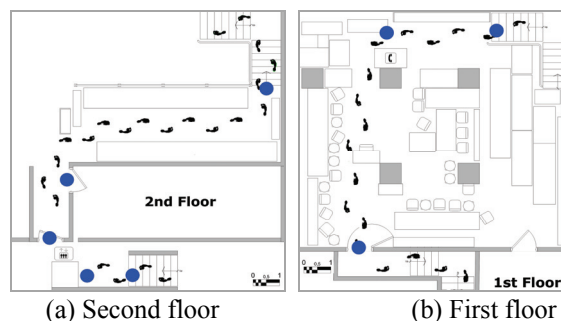 2nd Floor
0 0,5 1
(a) Second floor
0 0,5 1
1st Floor
(b) First floor